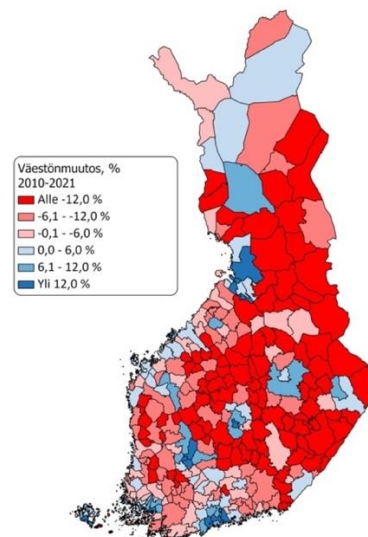 Väestönmuutos, %
2010-2021
Alle -12,0 %
-6,1 - -12,0 %
-0,1 - -6,0 %
0,0 - 6,0 %
6,1 - 12,0 %
Yli 12,0 %